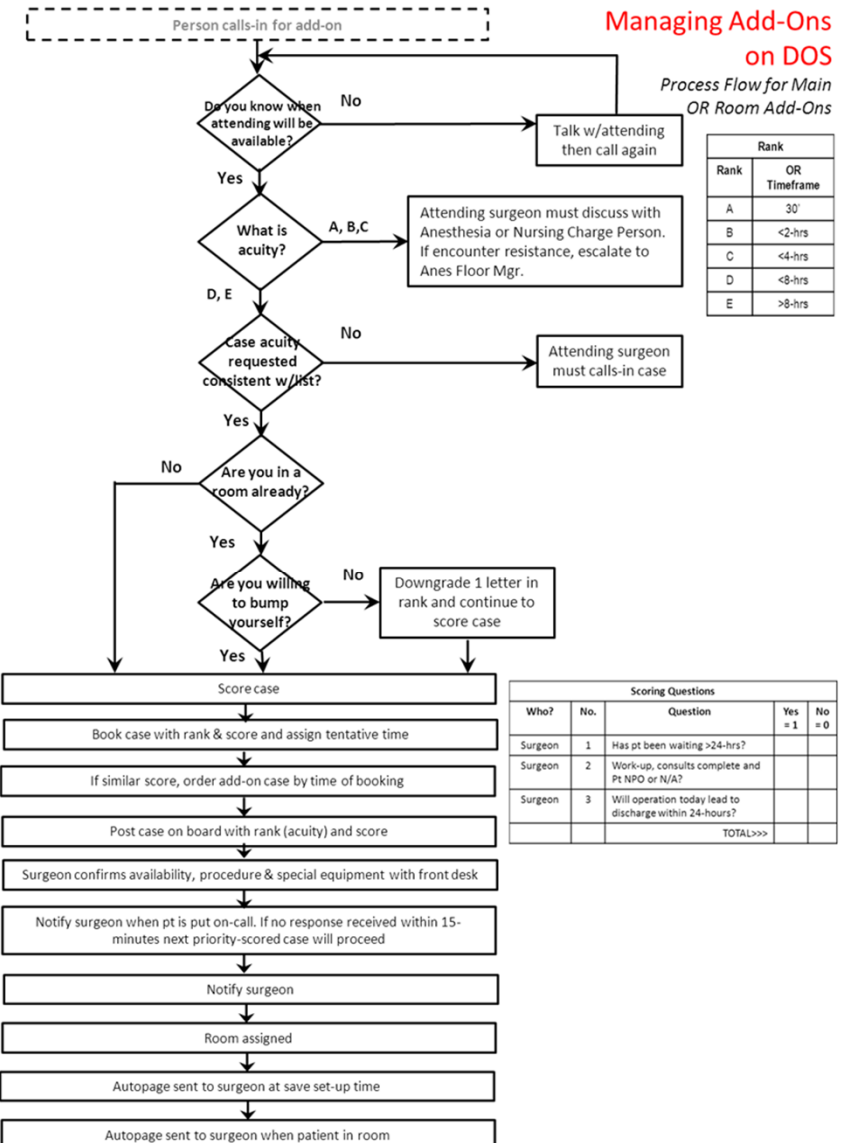 Managing Add-Ons
on DOS
Process Flow for Main
OR Room Add-Ons
Person calls-in for add-on
Do you know when
attending will be
available?
No
Talk w/attending
then call again
Yes
What is
acuity?
A, B,C
Attending surgeon must discuss with
Anesthesia or Nursing Charge Person.
If encounter resistance, escalate to
Anes Floor Mgr.
D, E
Case acuity
requested
consistent w/list?
No
Attending surgeon
must calls-in case
Yes
Are you in a
room already?
No
Yes
Are you willing
to bump
yourself?
No
Downgrade 1 letter in
rank and continue to
score case
Yes
Score case
Book case with rank & score and assign tentative time
If similar score, order add-on case by time of booking
Post case on board with rank (acuity) and score
Surgeon confirms availability, procedure & special equipment with front desk
Notify surgeon when pt is put on-call. If no response received within 15-
minutes next priority-scored case will proceed
Notify surgeon
Room assigned
Autopage sent to surgeon at save set-up time
Autopage sent to surgeon when patient in room
Rank
Rank OR
Timeframe
A 30'
B <2-hrs
C <4-hrs
D <8-hrs
E >8-hrs
Scoring Questions
Who? No. Question Yes No
= 1 = 0
Surgeon 1 Has pt been waiting >24-hrs?
Surgeon 2 Work-up, consults complete and
Pt NPO or N/A?
Surgeon 3 Will operation today lead to
discharge within 24-hours?
TOTAL>>>